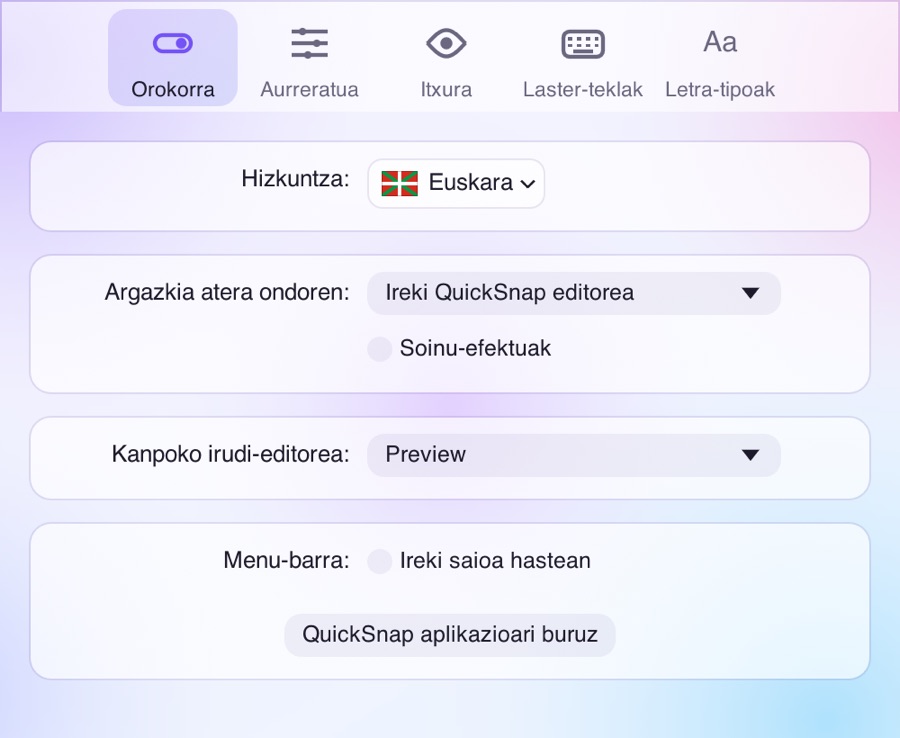 Orokorra
Aurreratua
Itxura
Laster-teklak
Aa
Letra-tipoak
Hizkuntza: Euskara
Argazkia atera ondoren: Ireki QuickSnap editorea
Soinu-efektuak
Kanpoko irudi-editorea: Preview
Menu-barra: Ireki saioa hastean
QuickSnap aplikazioari buruz